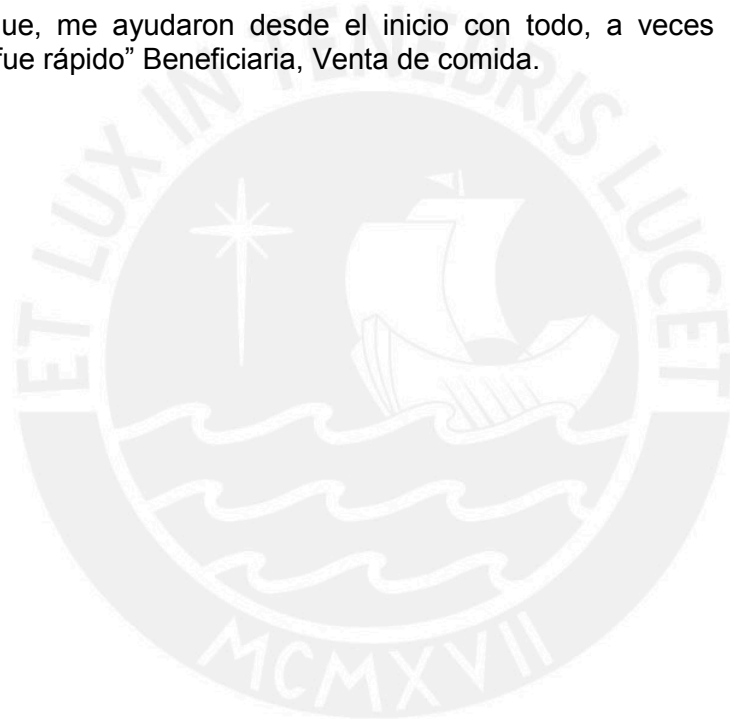 ue, me ayudaron desde el inicio con todo, a veces
fue rápido” Beneficiaria, Venta de comida.
ET LUX IN TENEBRIS LUCET
MCMXVII